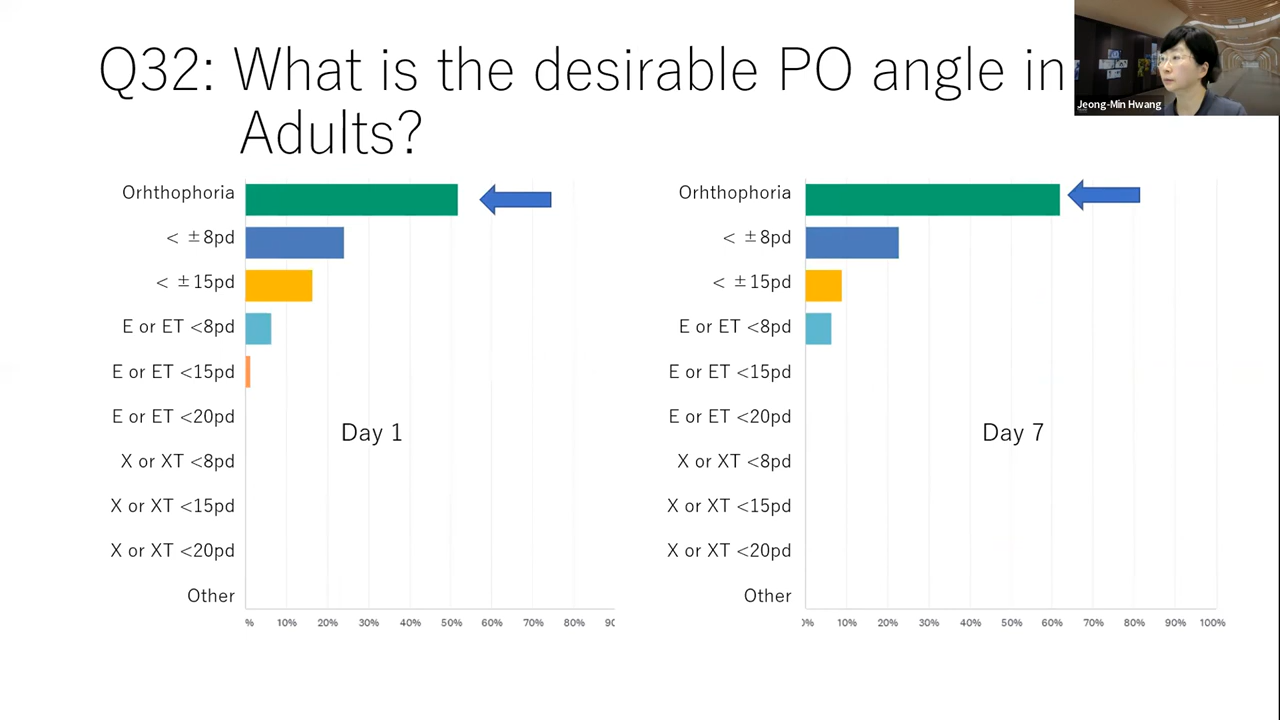 Q32: What is the desirable PO angle in
Adults?
Jeong-Min Hwang
Orhthophoria
< ±8pd
< ±15pd
E or ET <8pd
E or ET <15pd
E or ET <20pd
X or XT <8pd
X or XT <15pd
X or XT <20pd
Other
Day 1
% 10% 20% 30% 40% 50% 60% 70% 80%
Orhthophoria
< ±8pd
< ±15pd
E or ET <8pd
E or ET <15pd
E or ET <20pd
X or XT <8pd
X or XT <15pd
X or XT <20pd
Other
Day 7
0% 10% 20% 30% 40% 50% 60% 70% 80% 90% 100%